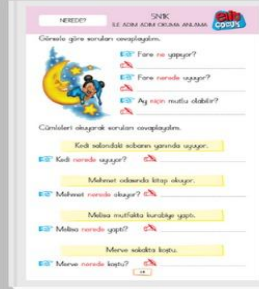 NEREDE?
5N1K
İLE ADIM ADIM OKUMA ANLAMA
Görsele göre soruları cevaplayalım.
Fare ne yapıyor?
Fare nerede uyuyor?
Ay niçin mutlu olabilir?
Cümleleri okuyarak soruları cevaplayalım.
Kedi salondaki sobanın yanında uyuyor.
Kedi nerede uyuyor?
Mehmet odasında kitap okuyor.
Mehmet nerede okuyor?
Melisa mutfakta kurabiye yaptı.
Melisa nerede yaptı?
Merve sokakta koştu.
Merve nerede koştu?